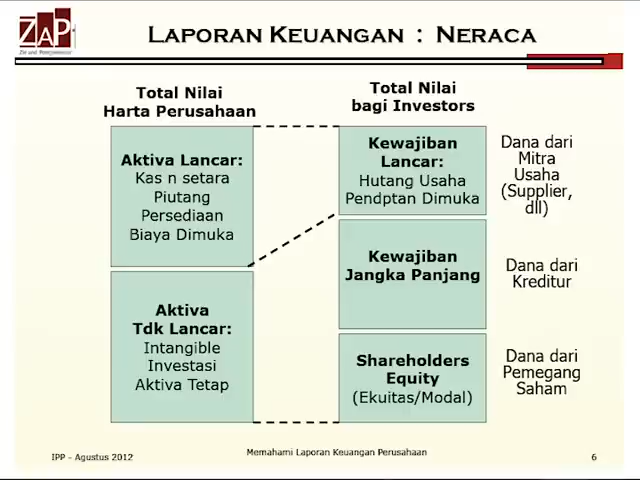 ZAP
LAPORAN KEUANGAN : NERACA
Total Nilai
Harta Perusahaan
Total Nilai
bagi Investors
Aktiva Lancar:
Kas n setara
Piutang
Persediaan
Biaya Dimuka
Kewajiban
Lancar:
Hutang Usaha
Pendptan Dimuka
Dana dari
Mitra
Usaha
(Supplier,
dll)
Kewajiban
Jangka Panjang
Dana dari
Kreditur
Aktiva
Tdk Lancar:
Intangible
Investasi
Aktiva Tetap
Shareholders
Equity
(Ekuitas/Modal)
Dana dari
Pemegang
Saham
IPP – Agustus 2012
Memahami Laporan Keuangan Perusahaan
6